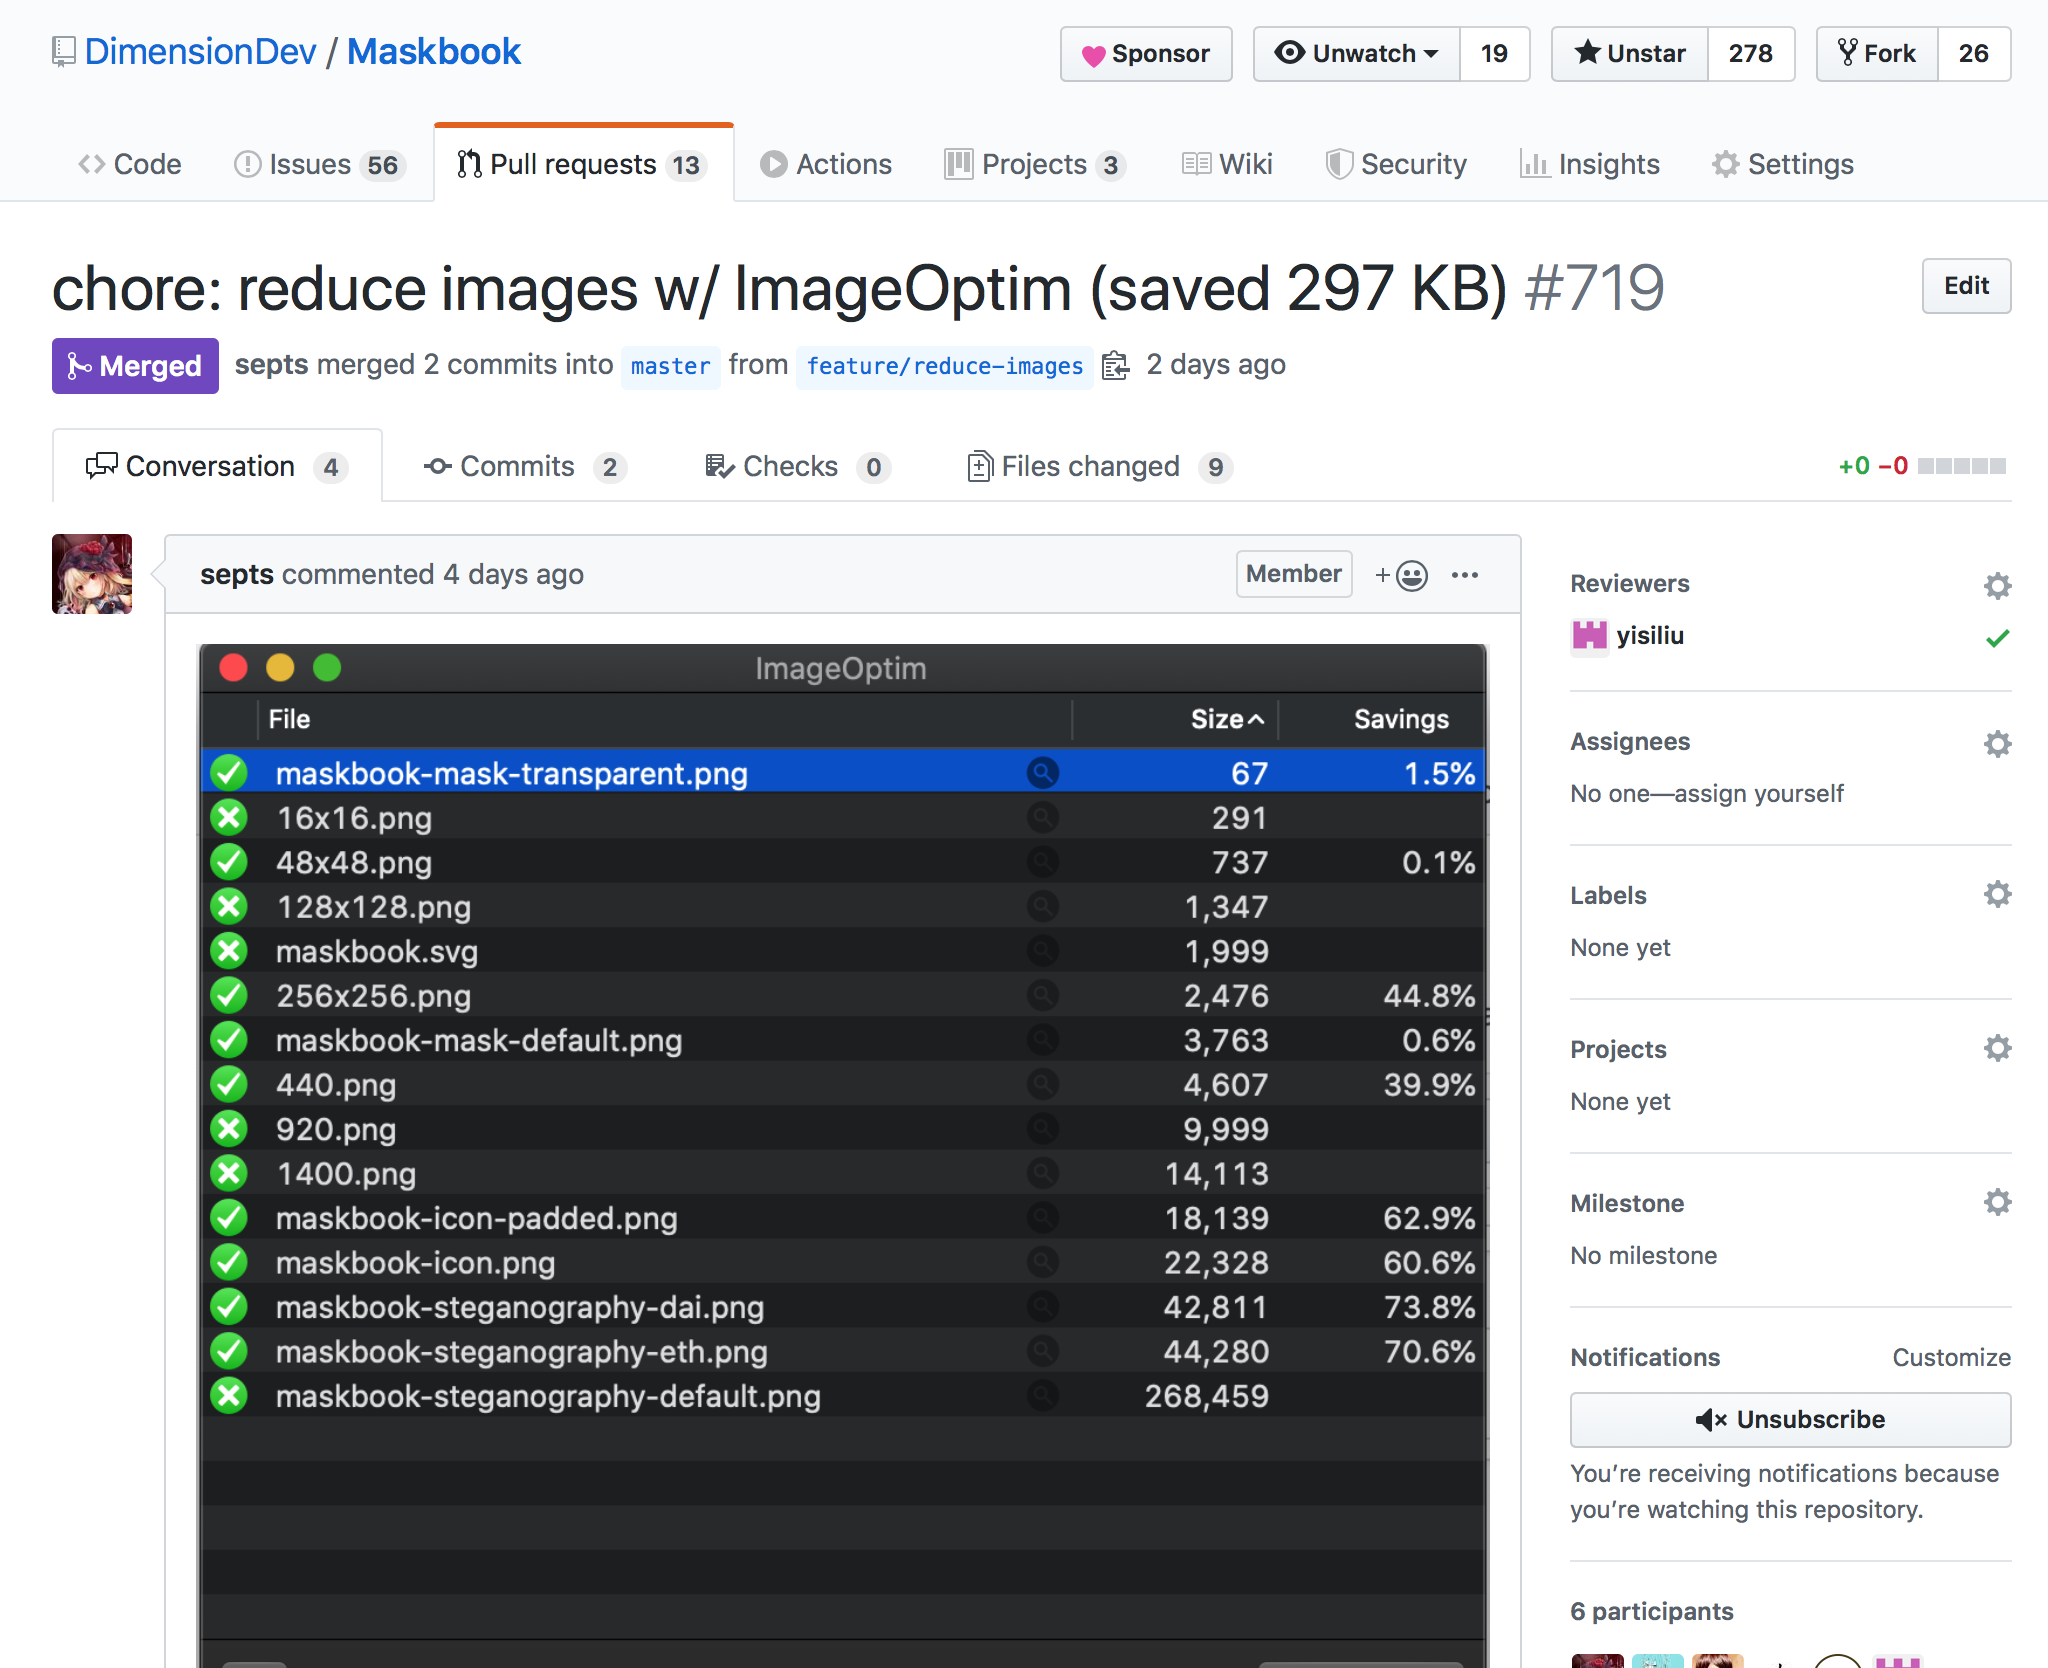 DimensionDev / Maskbook
Sponsor
Unwatch 19
Unstar 278
Fork 26
Code
Issues 56
Pull requests 13
Actions
Projects 3
Wiki
Security
Insights
Settings
chore: reduce images w/ ImageOptim (saved 297 KB) #719
Edit
Merged septs merged 2 commits into master from feature/reduce-images 2 days ago
Conversation 4
Commits 2
Checks 0
Files changed 9
+0 −0
septs commented 4 days ago
Member
ImageOptim
File Size Savings
maskbook-mask-transparent.png 67 1.5%
16x16.png 291
48x48.png 737 0.1%
128x128.png 1,347
maskbook.svg 1,999
256x256.png 2,476 44.8%
maskbook-mask-default.png 3,763 0.6%
440.png 4,607 39.9%
920.png 9,999
1400.png 14,113
maskbook-icon-padded.png 18,139 62.9%
maskbook-icon.png 22,328 60.6%
maskbook-steganography-dai.png 42,811 73.8%
maskbook-steganography-eth.png 44,280 70.6%
maskbook-steganography-default.png 268,459
Reviewers
yisiliu
Assignees
No one—assign yourself
Labels
None yet
Projects
None yet
Milestone
No milestone
Notifications Customize
Unsubscribe
You’re receiving notifications because
you’re watching this repository.
6 participants